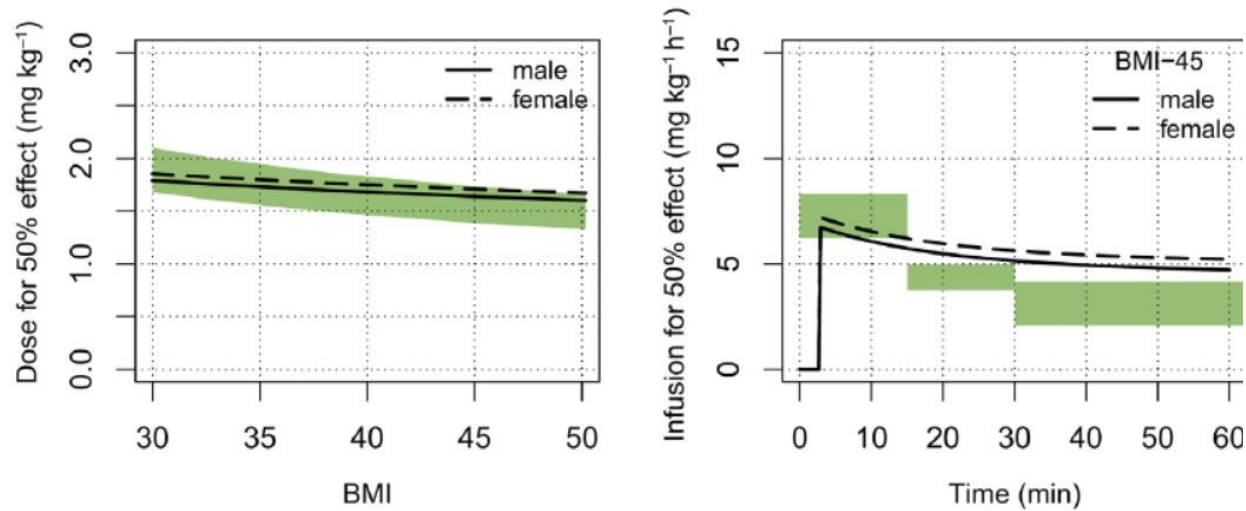 Dose for 50% effect (mg kg⁻¹)
3.0
2.0
1.0
0.0
male
female
30 35 40 45 50
BMI
Infusion for 50% effect (mg kg⁻¹ h⁻¹)
15
10
5
0
BMI−45
male
female
0 10 20 30 40 50 60
Time (min)